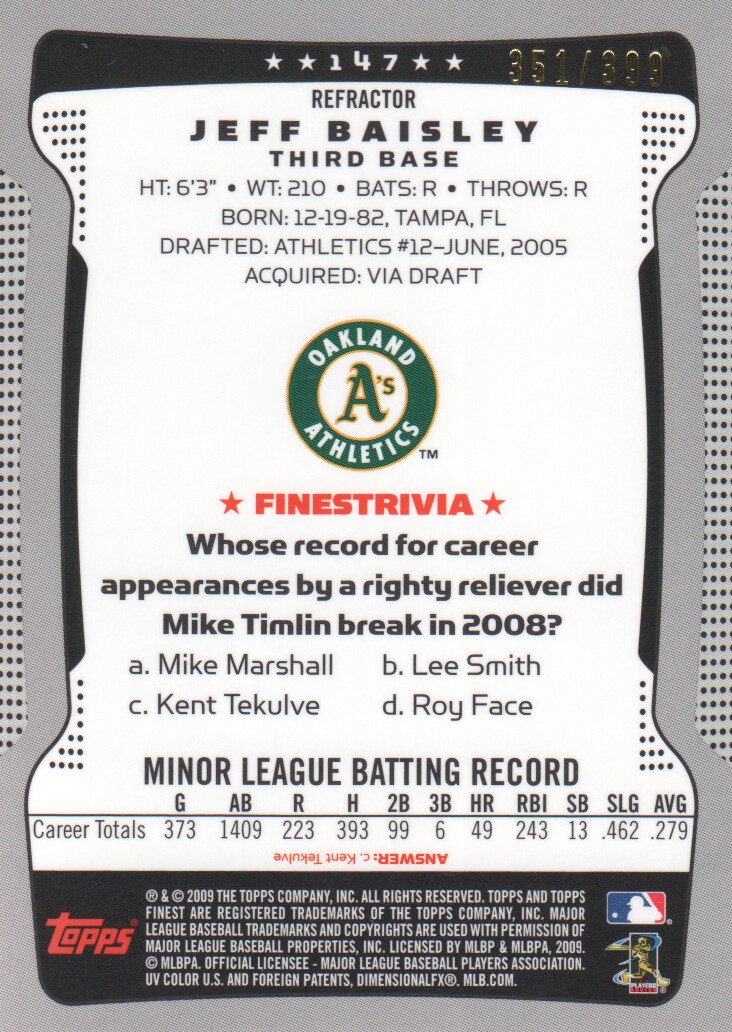 ★ ★ 147 ★ ★ 351/399
REFRACTOR
JEFF BAISLEY
THIRD BASE
HT: 6'3" • WT: 210 • BATS: R • THROWS: R
BORN: 12-19-82, TAMPA, FL
DRAFTED: ATHLETICS #12–JUNE, 2005
ACQUIRED: VIA DRAFT
OAKLAND
A's
ATHLETICS
TM
★ FINESTRIVIA ★
Whose record for career
appearances by a righty reliever did
Mike Timlin break in 2008?
a. Mike Marshall b. Lee Smith
c. Kent Tekulve d. Roy Face
MINOR LEAGUE BATTING RECORD
G AB R H 2B 3B HR RBI SB SLG AVG
Career Totals 373 1409 223 393 99 6 49 243 13 .462 .279
ANSWER: c. Kent Tekulve
® & © 2009 THE TOPPS COMPANY, INC. ALL RIGHTS RESERVED. TOPPS AND TOPPS
FINEST ARE REGISTERED TRADEMARKS OF THE TOPPS COMPANY, INC. MAJOR
LEAGUE BASEBALL TRADEMARKS AND COPYRIGHTS ARE USED WITH PERMISSION OF
MAJOR LEAGUE BASEBALL PROPERTIES, INC. LICENSED BY MLBP & MLBPA, 2009.
© MLBPA. OFFICIAL LICENSEE - MAJOR LEAGUE BASEBALL PLAYERS ASSOCIATION.
UV COLOR U.S. AND FOREIGN PATENTS, DIMENSIONALFX®. MLB.COM.
Topps®
PLAYERS
CHOICE